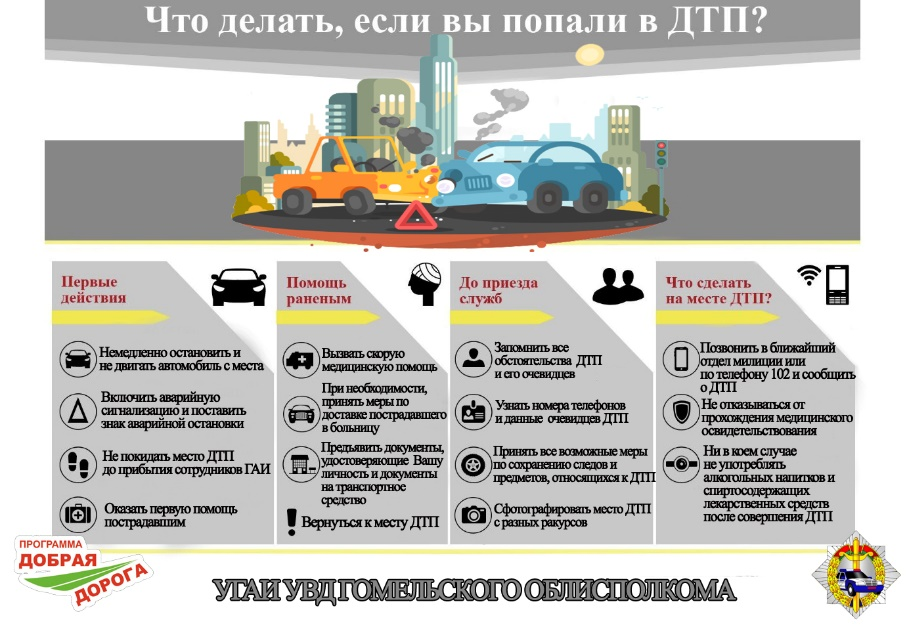 Что делать, если вы попали в ДТП?
Первые
действия
Немедленно остановить и
не двигать автомобиль с места
Включить аварийную
сигнализацию и поставить
знак аварийной остановки
Не покидать место ДТП
до прибытия сотрудников ГАИ
Оказать первую помощь
пострадавшим
Помощь
раненым
Вызвать скорую
медицинскую помощь
При необходимости,
принять меры по
доставке пострадавшего
в больницу
Предьявить документы,
удостоверяющие Вашу
личность и документы
на транспортное
средство
Вернуться к месту ДТП
До приезда
служб
Запомнить все
обстоятельства ДТП
и его очевидцев
Узнать номера телефонов
и данные очевидцев ДТП
Принять все возможные меры
по сохранению следов и
предметов, относящихся к ДТП
Сфотографировать место ДТП
с разных ракурсов
Что сделать
на месте ДТП?
Позвонить в ближайший
отдел милиции или
по телефону 102 и сообщить
о ДТП
Не отказываться от
прохождения медицинского
освидетельствования
Ни в коем случае
не употреблять
алкогольных напитков и
спиртосодержащих
лекарственных средств
после совершения ДТП
ПРОГРАММА
ДОБРАЯ
ДОРОГА
УГАИ УВД ГОМЕЛЬСКОГО ОБЛИСПОЛКОМА